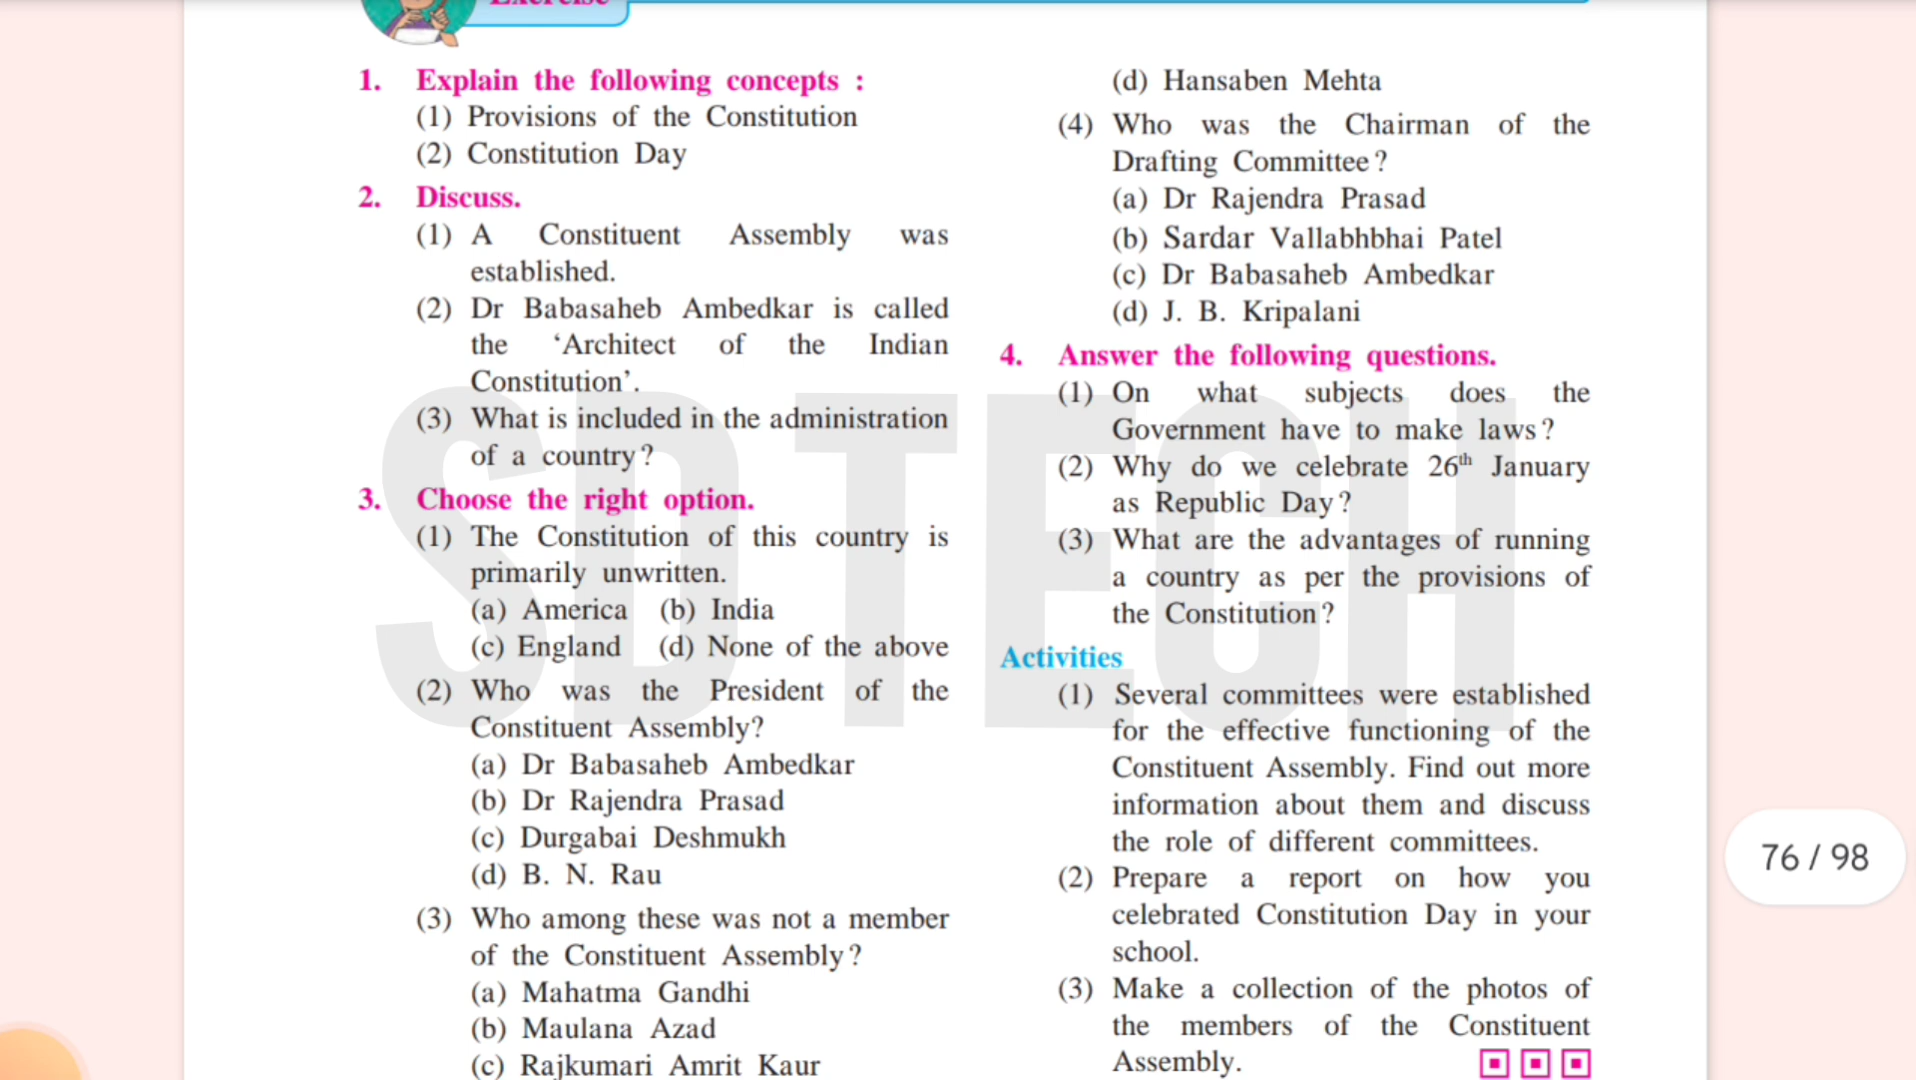 Exercise
1. Explain the following concepts :
(1) Provisions of the Constitution
(2) Constitution Day
2. Discuss.
(1) A Constituent Assembly was
established.
(2) Dr Babasaheb Ambedkar is called
the ‘Architect of the Indian
Constitution’.
(3) What is included in the administration
of a country?
3. Choose the right option.
(1) The Constitution of this country is
primarily unwritten.
(a) America (b) India
(c) England (d) None of the above
(2) Who was the President of the
Constituent Assembly?
(a) Dr Babasaheb Ambedkar
(b) Dr Rajendra Prasad
(c) Durgabai Deshmukh
(d) B. N. Rau
(3) Who among these was not a member
of the Constituent Assembly?
(a) Mahatma Gandhi
(b) Maulana Azad
(c) Rajkumari Amrit Kaur
(d) Hansaben Mehta
(4) Who was the Chairman of the
Drafting Committee?
(a) Dr Rajendra Prasad
(b) Sardar Vallabhbhai Patel
(c) Dr Babasaheb Ambedkar
(d) J. B. Kripalani
4. Answer the following questions.
(1) On what subjects does the
Government have to make laws?
(2) Why do we celebrate 26th January
as Republic Day?
(3) What are the advantages of running
a country as per the provisions of
the Constitution?
Activities
(1) Several committees were established
for the effective functioning of the
Constituent Assembly. Find out more
information about them and discuss
the role of different committees.
(2) Prepare a report on how you
celebrated Constitution Day in your
school.
(3) Make a collection of the photos of
the members of the Constituent
Assembly.
SD TECH
76 / 98